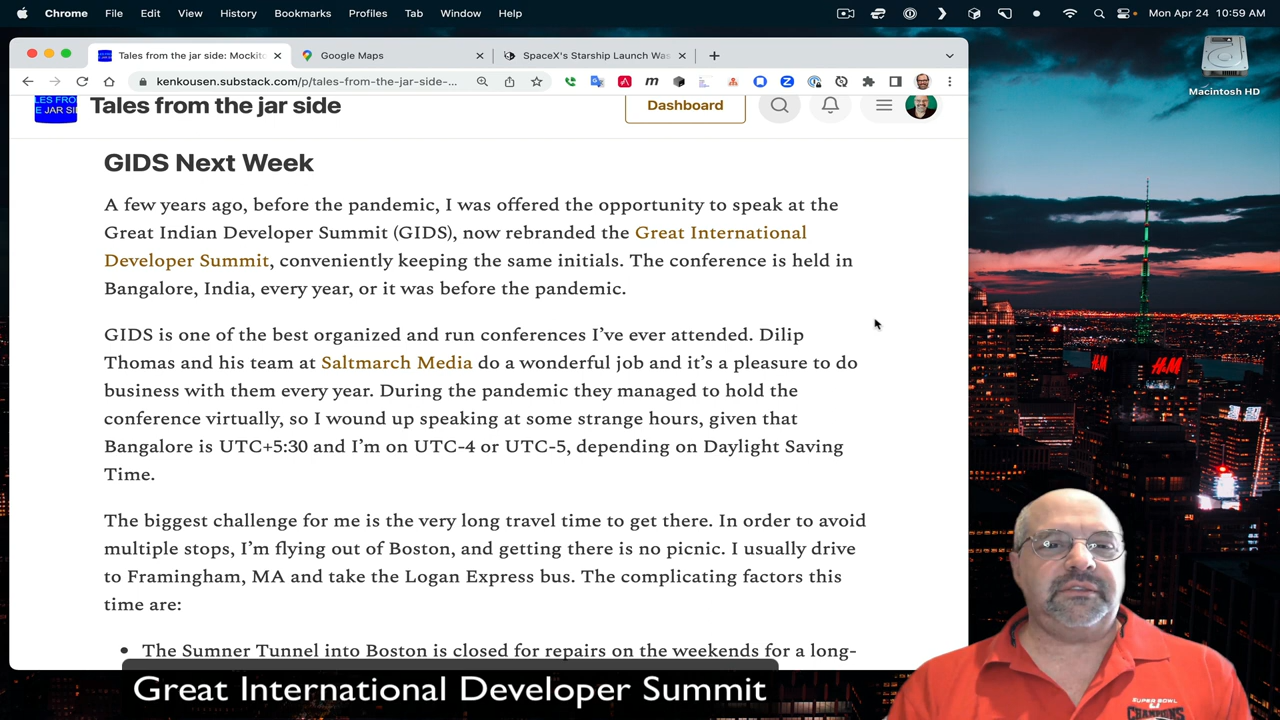 Chrome File Edit View History Bookmarks Profiles Tab Window Help Mon Apr 24 10:59 AM
Tales from the jar side: Mockito Google Maps SpaceX's Starship Launch Was
kenkousen.substack.com/p/tales-from-the-jar-side-...
Macintosh HD
Tales from the jar side
Dashboard
GIDS Next Week
A few years ago, before the pandemic, I was offered the opportunity to speak at the
Great Indian Developer Summit (GIDS), now rebranded the Great International
Developer Summit, conveniently keeping the same initials. The conference is held in
Bangalore, India, every year, or it was before the pandemic.
GIDS is one of the best organized and run conferences I've ever attended. Dilip
Thomas and his team at Saltmarch Media do a wonderful job and it's a pleasure to do
business with them every year. During the pandemic they managed to hold the
conference virtually, so I wound up speaking at some strange hours, given that
Bangalore is UTC+5:30 and I'm on UTC-4 or UTC-5, depending on Daylight Saving
Time.
The biggest challenge for me is the very long travel time to get there. In order to avoid
multiple stops, I'm flying out of Boston, and getting there is no picnic. I usually drive
to Framingham, MA and take the Logan Express bus. The complicating factors this
time are:
• The Sumner Tunnel into Boston is closed for repairs on the weekends for a long-
Great International Developer Summit
H&M
H&M
SUPER BOWL
CHAMPIONS